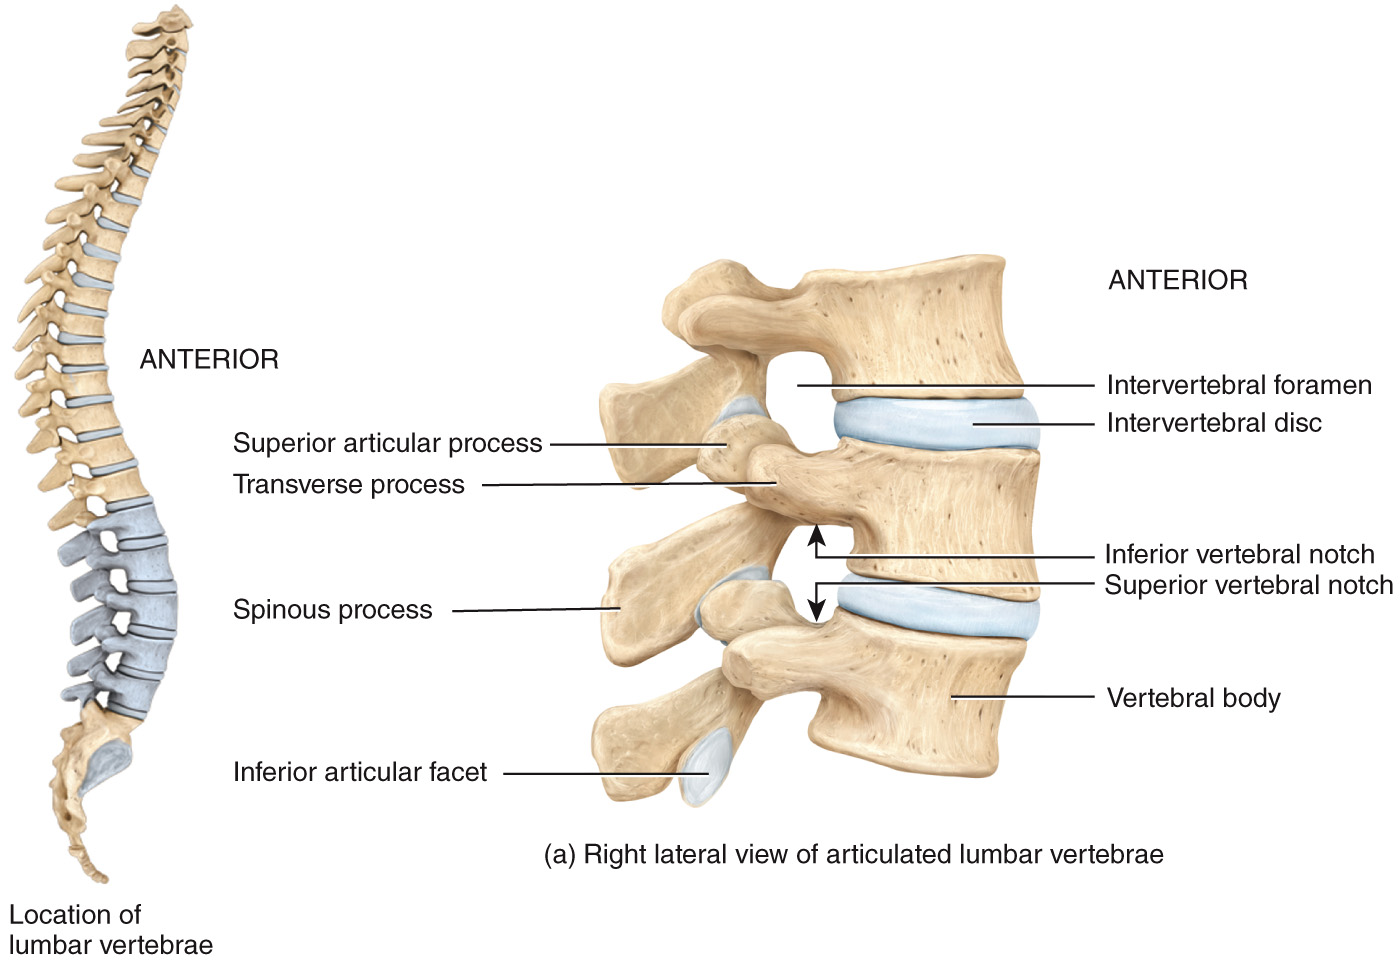 ANTERIOR
ANTERIOR
Intervertebral foramen
Intervertebral disc
Superior articular process
Transverse process
Inferior vertebral notch
Superior vertebral notch
Spinous process
Vertebral body
Inferior articular facet
(a) Right lateral view of articulated lumbar vertebrae
Location of
lumbar vertebrae